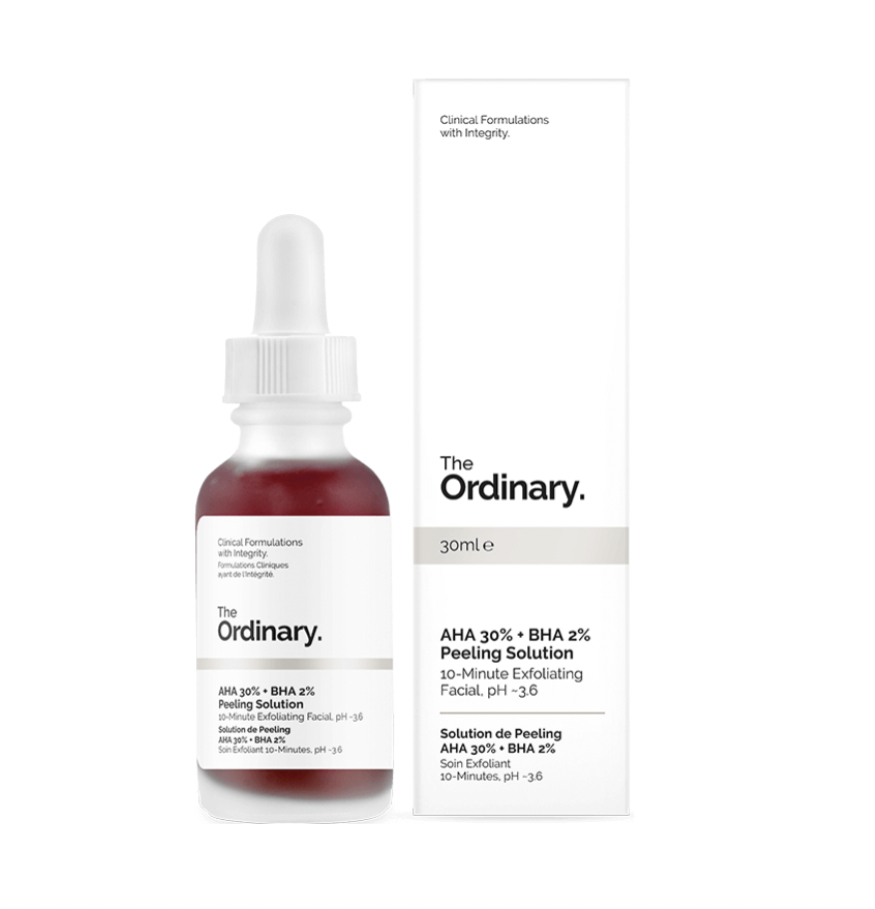 Clinical Formulations
with Integrity.
The
Ordinary.
30ml ℮
AHA 30% + BHA 2%
Peeling Solution
10-Minute Exfoliating
Facial, pH ~3.6
Solution de Peeling
AHA 30% + BHA 2%
Soin Exfoliant
10-Minutes, pH ~3.6
Clinical Formulations
with Integrity.
Formulations Cliniques
ayant de l'Intégrité.
The
Ordinary.
AHA 30% + BHA 2%
Peeling Solution
10-Minute Exfoliating Facial, pH ~3.6
Solution de Peeling
AHA 30% + BHA 2%
Soin Exfoliant 10-Minutes, pH ~3.6